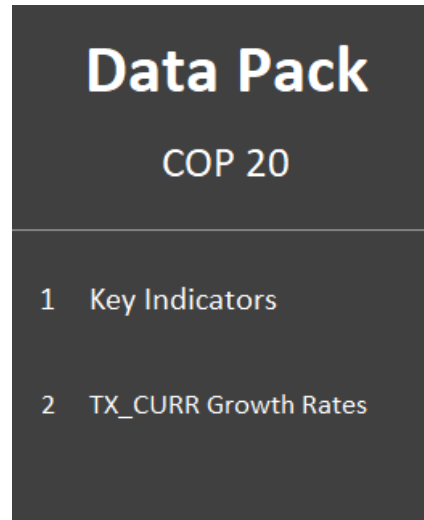 Data Pack
COP 20
1 Key Indicators
2 TX_CURR Growth Rates